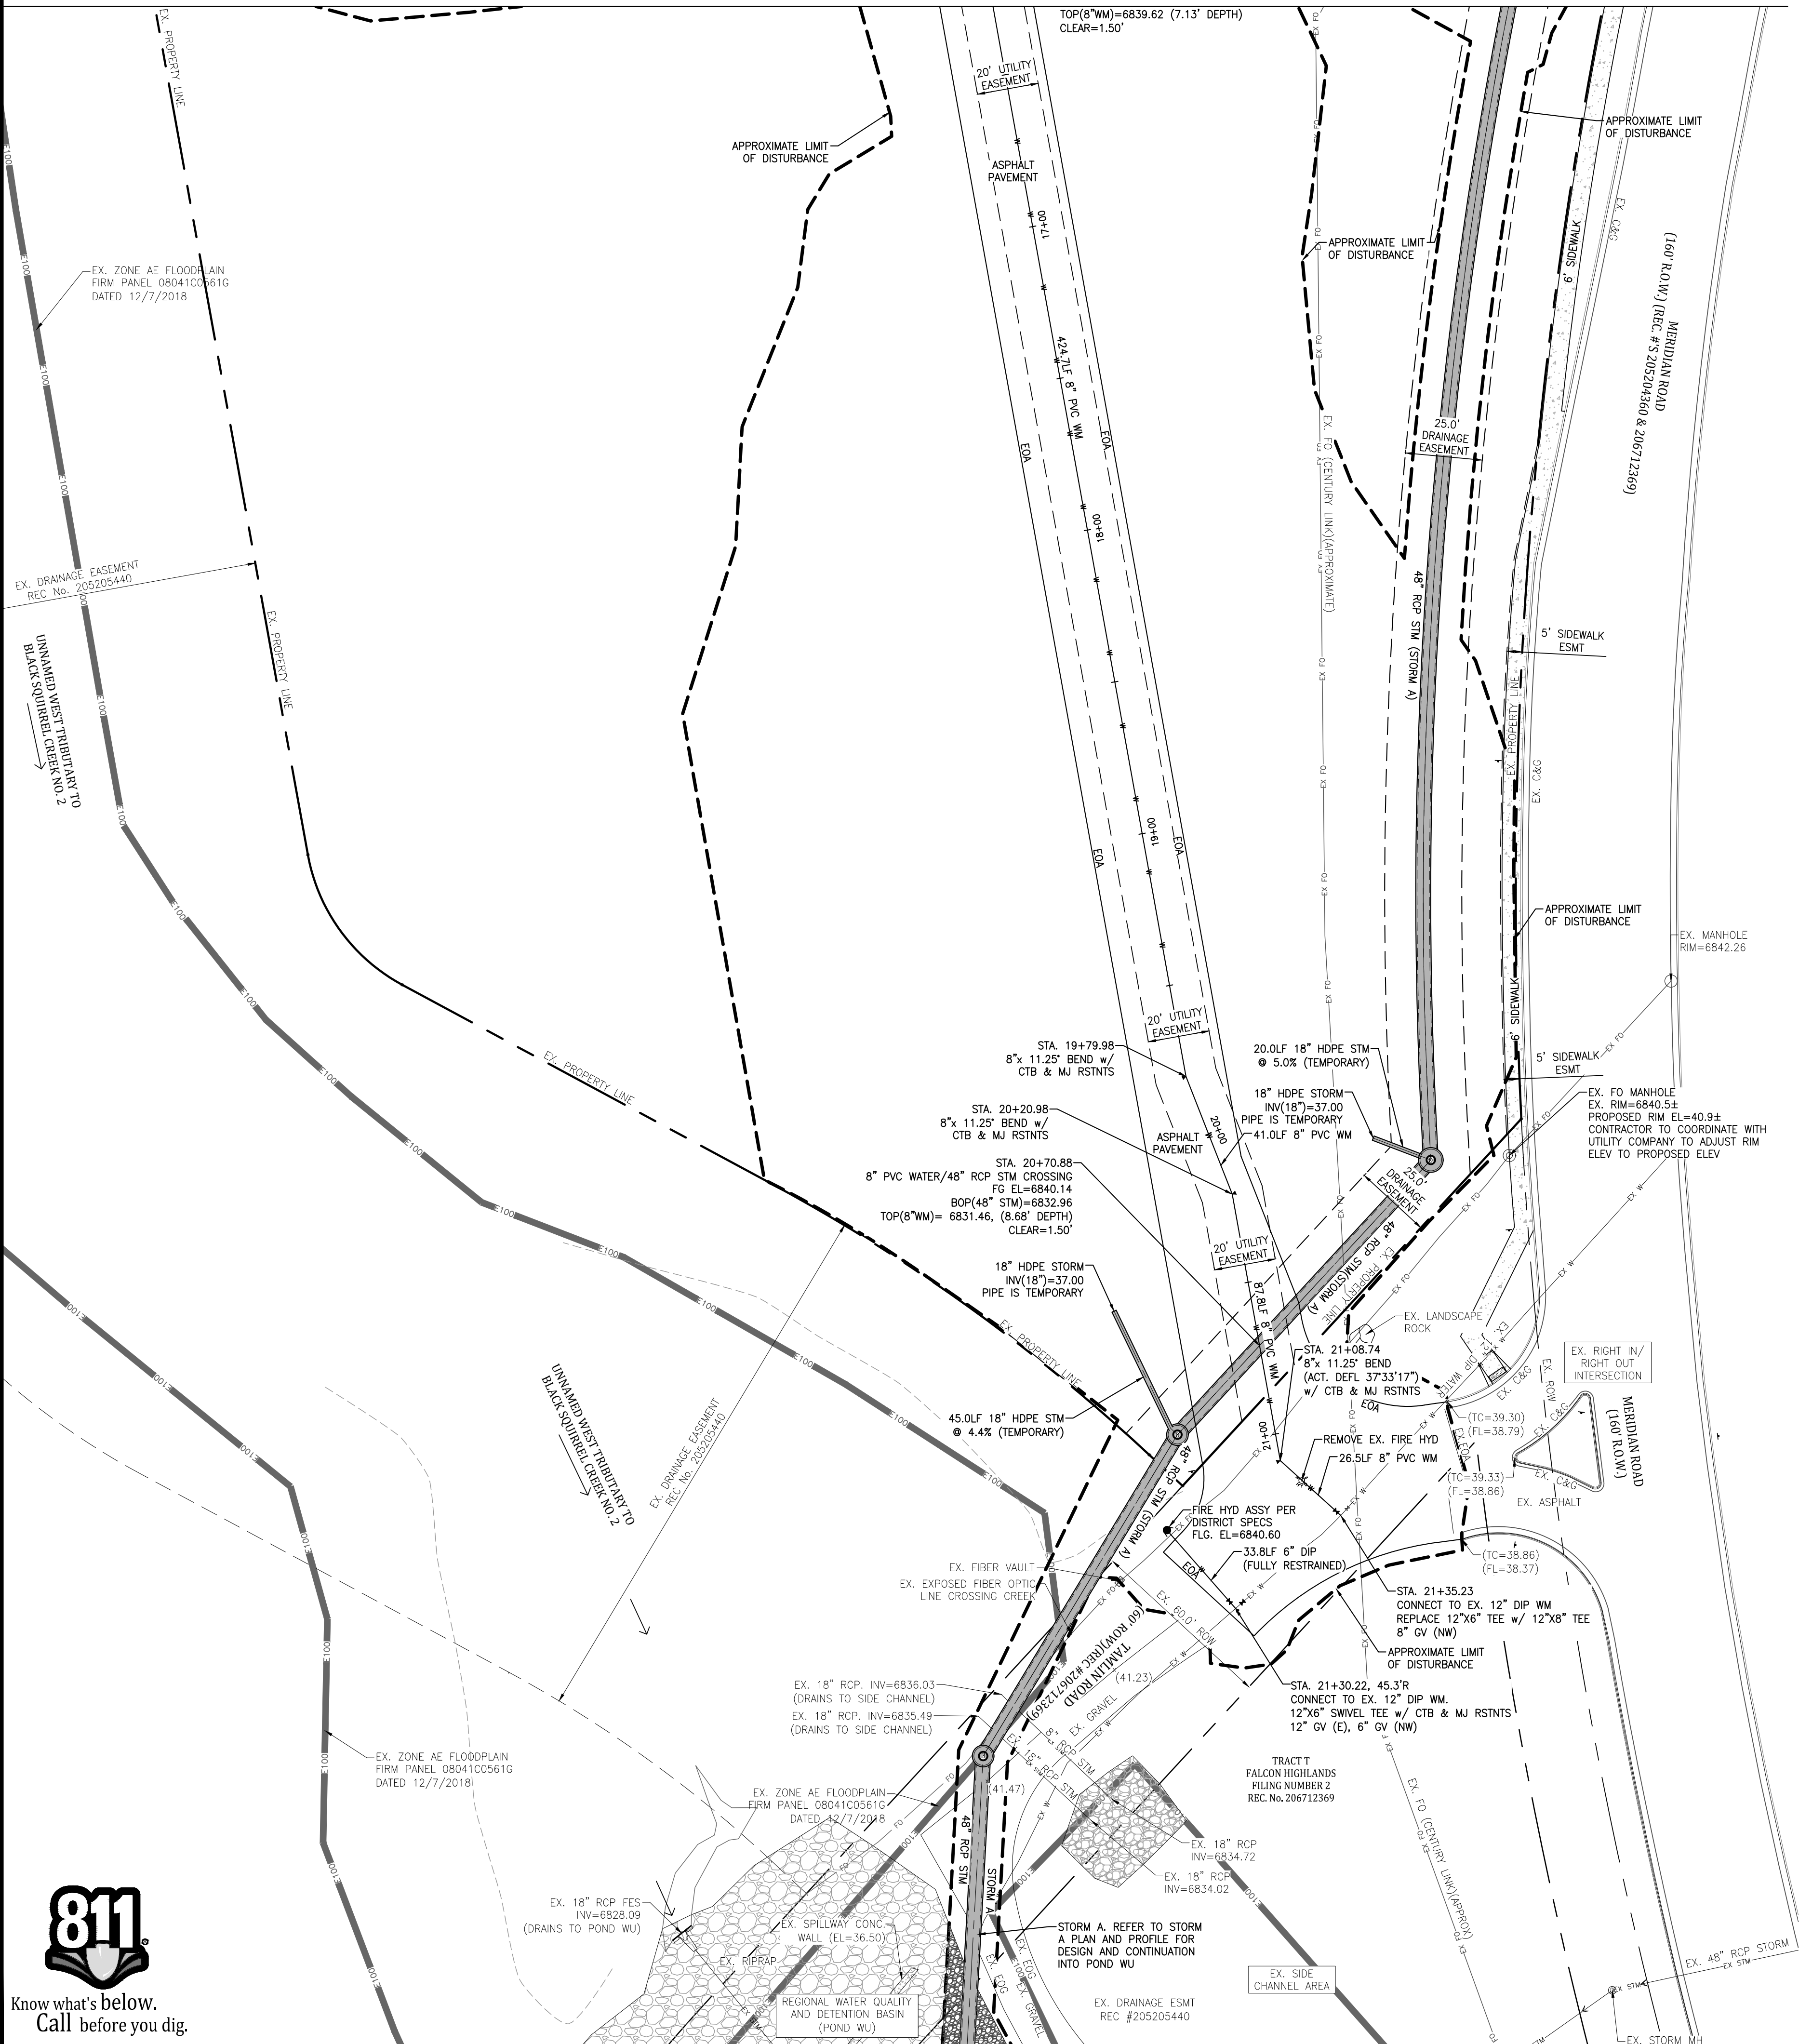 TOP(8"WM)=6839.62 (7.13' DEPTH)
CLEAR=1.50'
EX. PROPERTY LINE
20' UTILITY
EASEMENT
APPROXIMATE LIMIT
OF DISTURBANCE
ASPHALT
PAVEMENT
17+00
APPROXIMATE LIMIT
OF DISTURBANCE
APPROXIMATE LIMIT
OF DISTURBANCE
EX. C&G
6' SIDEWALK
MERIDIAN ROAD
(160' R.O.W.) (REC. #'S 205204360 & 206712369)
EX. ZONE AE FLOODPLAIN
FIRM PANEL 08041C0561G
DATED 12/7/2018
424.7LF 8" PVC WM
EOA
EOA
25.0'
DRAINAGE
EASEMENT
EX. FO (CENTURY LINK)(APPROXIMATE)
18+00
48" RCP STM (STORM A)
EX. DRAINAGE EASEMENT
REC No. 205205440
EX. PROPERTY LINE
UNNAMED WEST TRIBUTARY TO
BLACK SQUIRREL CREEK NO. 2
5' SIDEWALK
ESMT
EX. PROPERTY LINE
EX. C&G
19+00
EOA
EOA
APPROXIMATE LIMIT
OF DISTURBANCE
EX. MANHOLE
RIM=6842.26
6' SIDEWALK
20' UTILITY
EASEMENT
STA. 19+79.98
8"x 11.25° BEND w/
CTB & MJ RSTNTS
20.0LF 18" HDPE STM
@ 5.0% (TEMPORARY)
5' SIDEWALK
ESMT
EX. PROPERTY LINE
18" HDPE STORM
INV(18")=37.00
PIPE IS TEMPORARY
EX. FO MANHOLE
EX. RIM=6840.5±
PROPOSED RIM EL=40.9±
CONTRACTOR TO COORDINATE WITH
UTILITY COMPANY TO ADJUST RIM
ELEV TO PROPOSED ELEV
STA. 20+20.98
8"x 11.25° BEND w/
CTB & MJ RSTNTS
ASPHALT
PAVEMENT
20+00
41.0LF 8" PVC WM
STA. 20+70.88
8" PVC WATER/48" RCP STM CROSSING
FG EL=6840.14
BOP(48" STM)=6832.96
TOP(8"WM)= 6831.46, (8.68' DEPTH)
CLEAR=1.50'
25.0'
DRAINAGE
EASEMENT
48" RCP STM(STORM A)
EX. PROPERTY LINE
20' UTILITY
EASEMENT
18" HDPE STORM
INV(18")=37.00
PIPE IS TEMPORARY
87.8LF 8" PVC WM
EX. LANDSCAPE
ROCK
EX. 12" DIP WATER
EX. PROPERTY LINE
STA. 21+08.74
8"x 11.25° BEND
(ACT. DEFL 37°33'17")
w/ CTB & MJ RSTNTS
EOA
EX. C&G
EX. ROW
EX. RIGHT IN/
RIGHT OUT
INTERSECTION
MERIDIAN ROAD
(160' R.O.W.)
UNNAMED WEST TRIBUTARY TO
BLACK SQUIRREL CREEK NO. 2
EX. DRAINAGE EASEMENT
REC No. 205205440
45.0LF 18" HDPE STM
@ 4.4% (TEMPORARY)
21+00
(TC=39.30)
(FL=38.79)
EX. C&G
EX.EOA
REMOVE EX. FIRE HYD
26.5LF 8" PVC WM
(TC=39.33)
(FL=38.86)
EX. C&G
EX. ASPHALT
48" RCP STM (STORM A)
FIRE HYD ASSY PER
DISTRICT SPECS
FLG. EL=6840.60
33.8LF 6" DIP
(FULLY RESTRAINED)
EOA
(TC=38.86)
(FL=38.37)
EX. FIBER VAULT
EX. EXPOSED FIBER OPTIC
LINE CROSSING CREEK
EX. 60.0' ROW
TAMLIN ROAD
(60' ROW)(REC #206712369)
STA. 21+35.23
CONNECT TO EX. 12" DIP WM
REPLACE 12"X6" TEE w/ 12"X8" TEE
8" GV (NW)
APPROXIMATE LIMIT
OF DISTURBANCE
EX. 18" RCP. INV=6836.03
(DRAINS TO SIDE CHANNEL)
EX. 18" RCP. INV=6835.49
(DRAINS TO SIDE CHANNEL)
(41.23)
EX. GRAVEL
STA. 21+30.22, 45.3'R
CONNECT TO EX. 12" DIP WM.
12"X6" SWIVEL TEE w/ CTB & MJ RSTNTS
12" GV (E), 6" GV (NW)
EX. 18" RCP STM
8" RCP STM
TRACT T
FALCON HIGHLANDS
FILING NUMBER 2
REC. No. 206712369
EX. ZONE AE FLOODPLAIN
FIRM PANEL 08041C0561G
DATED 12/7/2018
EX. ZONE AE FLOODPLAIN
FIRM PANEL 08041C0561G
DATED 12/7/2018
(41.47)
48" RCP STM
STORM A
EX. 18" RCP
INV=6834.72
EX. 18" RCP
INV=6834.02
EX. FO (CENTURY LINK)(APPROX)
EX. 18" RCP FES
INV=6828.09
(DRAINS TO POND WU)
EX. SPILLWAY CONC.
WALL (EL=36.50)
EX. RIPRAP
STORM A. REFER TO STORM
A PLAN AND PROFILE FOR
DESIGN AND CONTINUATION
INTO POND WU
EX. EOG
EX. EOG
EX. GRAVEL
REGIONAL WATER QUALITY
AND DETENTION BASIN
(POND WU)
EX. SIDE
CHANNEL AREA
EX. DRAINAGE ESMT
REC #205205440
EX. 48" RCP STORM
EX STM
EX. STORM MH
811
Know what's below.
Call before you dig.